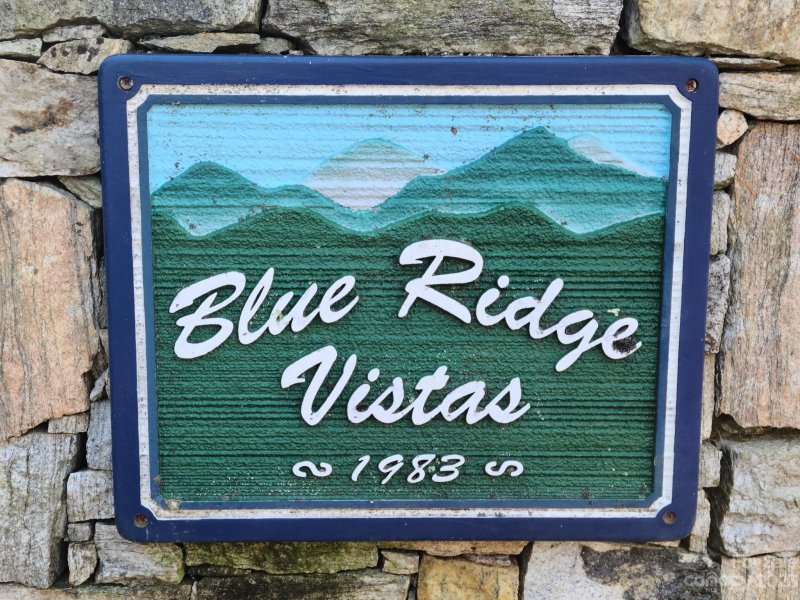 Blue Ridge
Vistas
~ 1983 ~